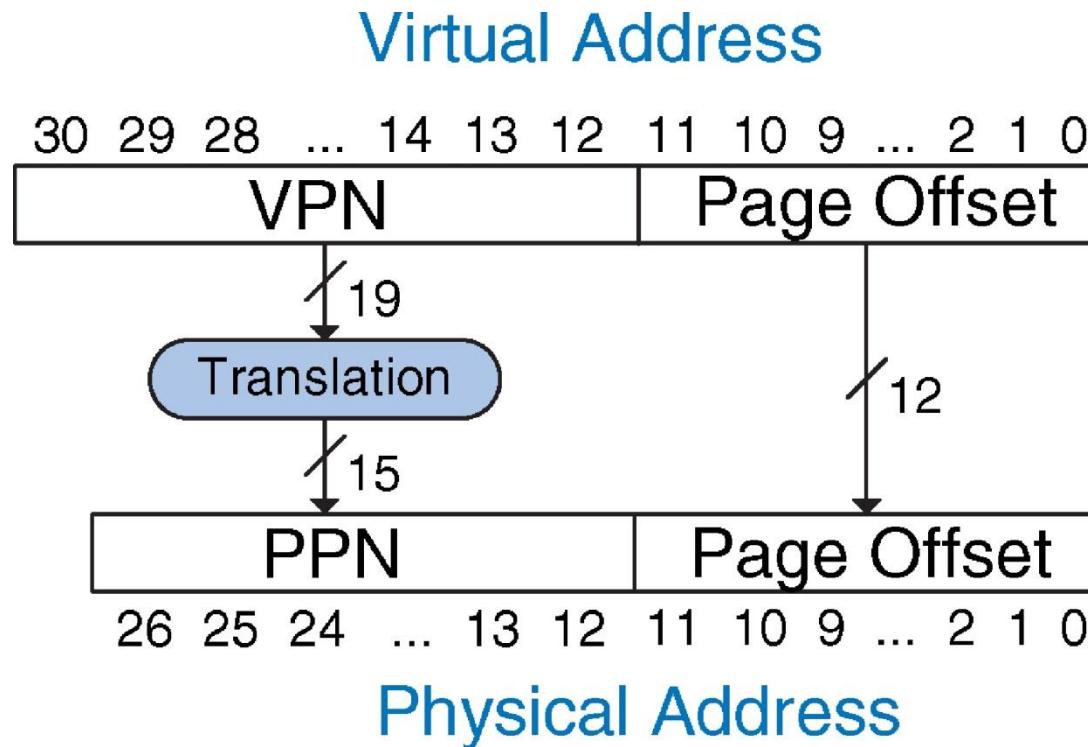 Virtual Address
30 29 28 ... 14 13 12 11 10 9 ... 2 1 0
VPN Page Offset
19
Translation
12
15
PPN Page Offset
26 25 24 ... 13 12 11 10 9 ... 2 1 0
Physical Address